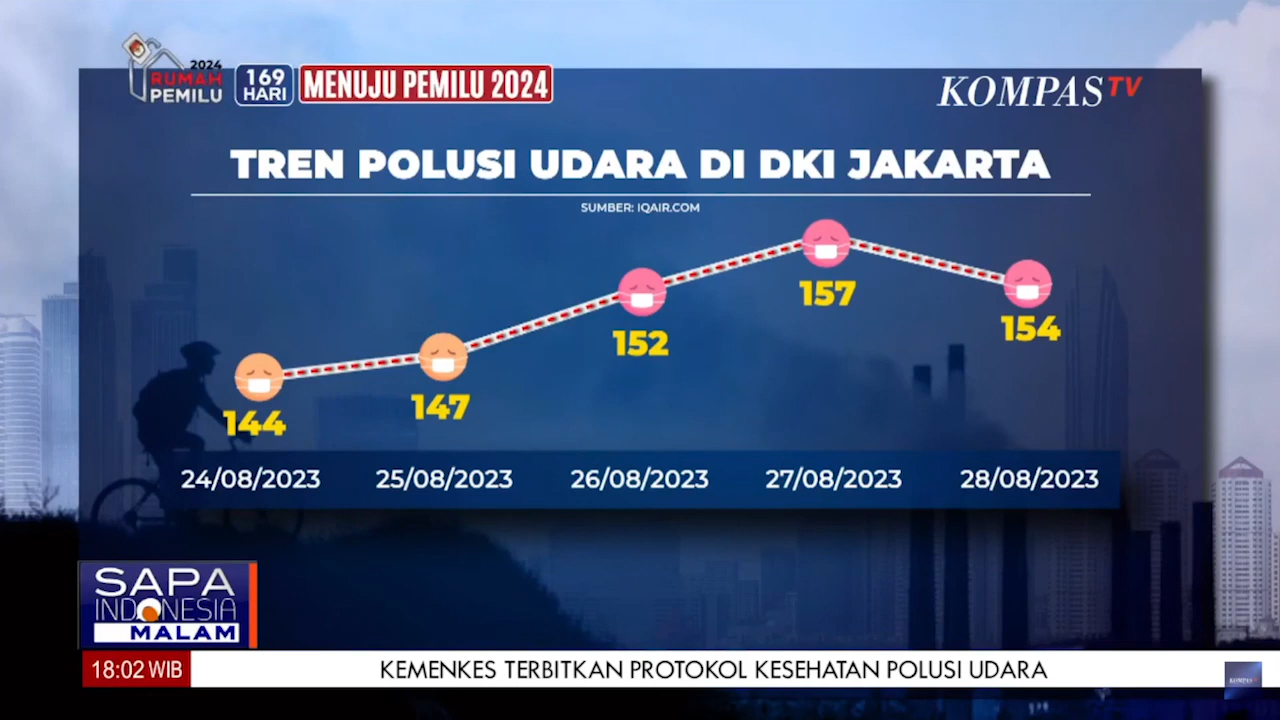 2024
RUMAH
PEMILU
169
HARI
MENUJU PEMILU 2024
KOMPASTV
TREN POLUSI UDARA DI DKI JAKARTA
SUMBER: IQAIR.COM
144
147
152
157
154
24/08/2023
25/08/2023
26/08/2023
27/08/2023
28/08/2023
SAPA
INDONESIA
MALAM
18:02 WIB
KEMENKES TERBITKAN PROTOKOL KESEHATAN POLUSI UDARA
KOMPASTV